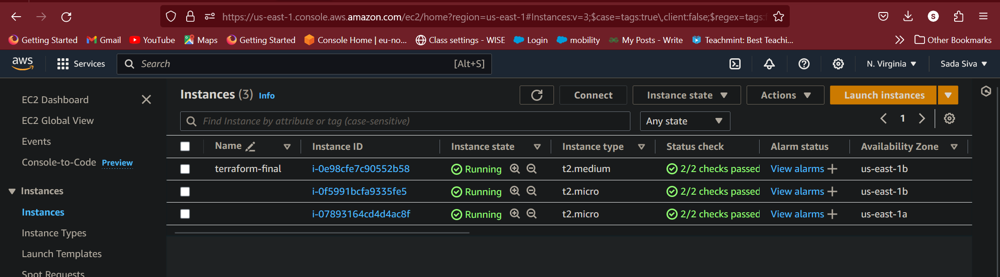 https://us-east-1.console.aws.amazon.com/ec2/home?region=us-east-1#Instances:v=3;$case=tags:true\,client:false;$regex=tags:f
S
Getting Started Gmail YouTube Maps Getting Started Console Home | eu-no... Class settings - WISE Login mobility My Posts - Write Teachmint: Best Teachi... Other Bookmarks
aws Services Search [Alt+S] N. Virginia Sada Siva
EC2 Dashboard
EC2 Global View
Events
Console-to-Code Preview
Instances
Instances
Instance Types
Launch Templates
Spot Requests
Instances (3) Info Connect Instance state Actions Launch instances
Find Instance by attribute or tag (case-sensitive) Any state 1
Name Instance ID Instance state Instance type Status check Alarm status Availability Zone
terraform-final i-0e98cfe7c90552b58 Running t2.medium 2/2 checks passed View alarms us-east-1b
i-0f5991bcfa9335fe5 Running t2.micro 2/2 checks passed View alarms us-east-1b
i-07893164cd4d4ac8f Running t2.micro 2/2 checks passed View alarms us-east-1a